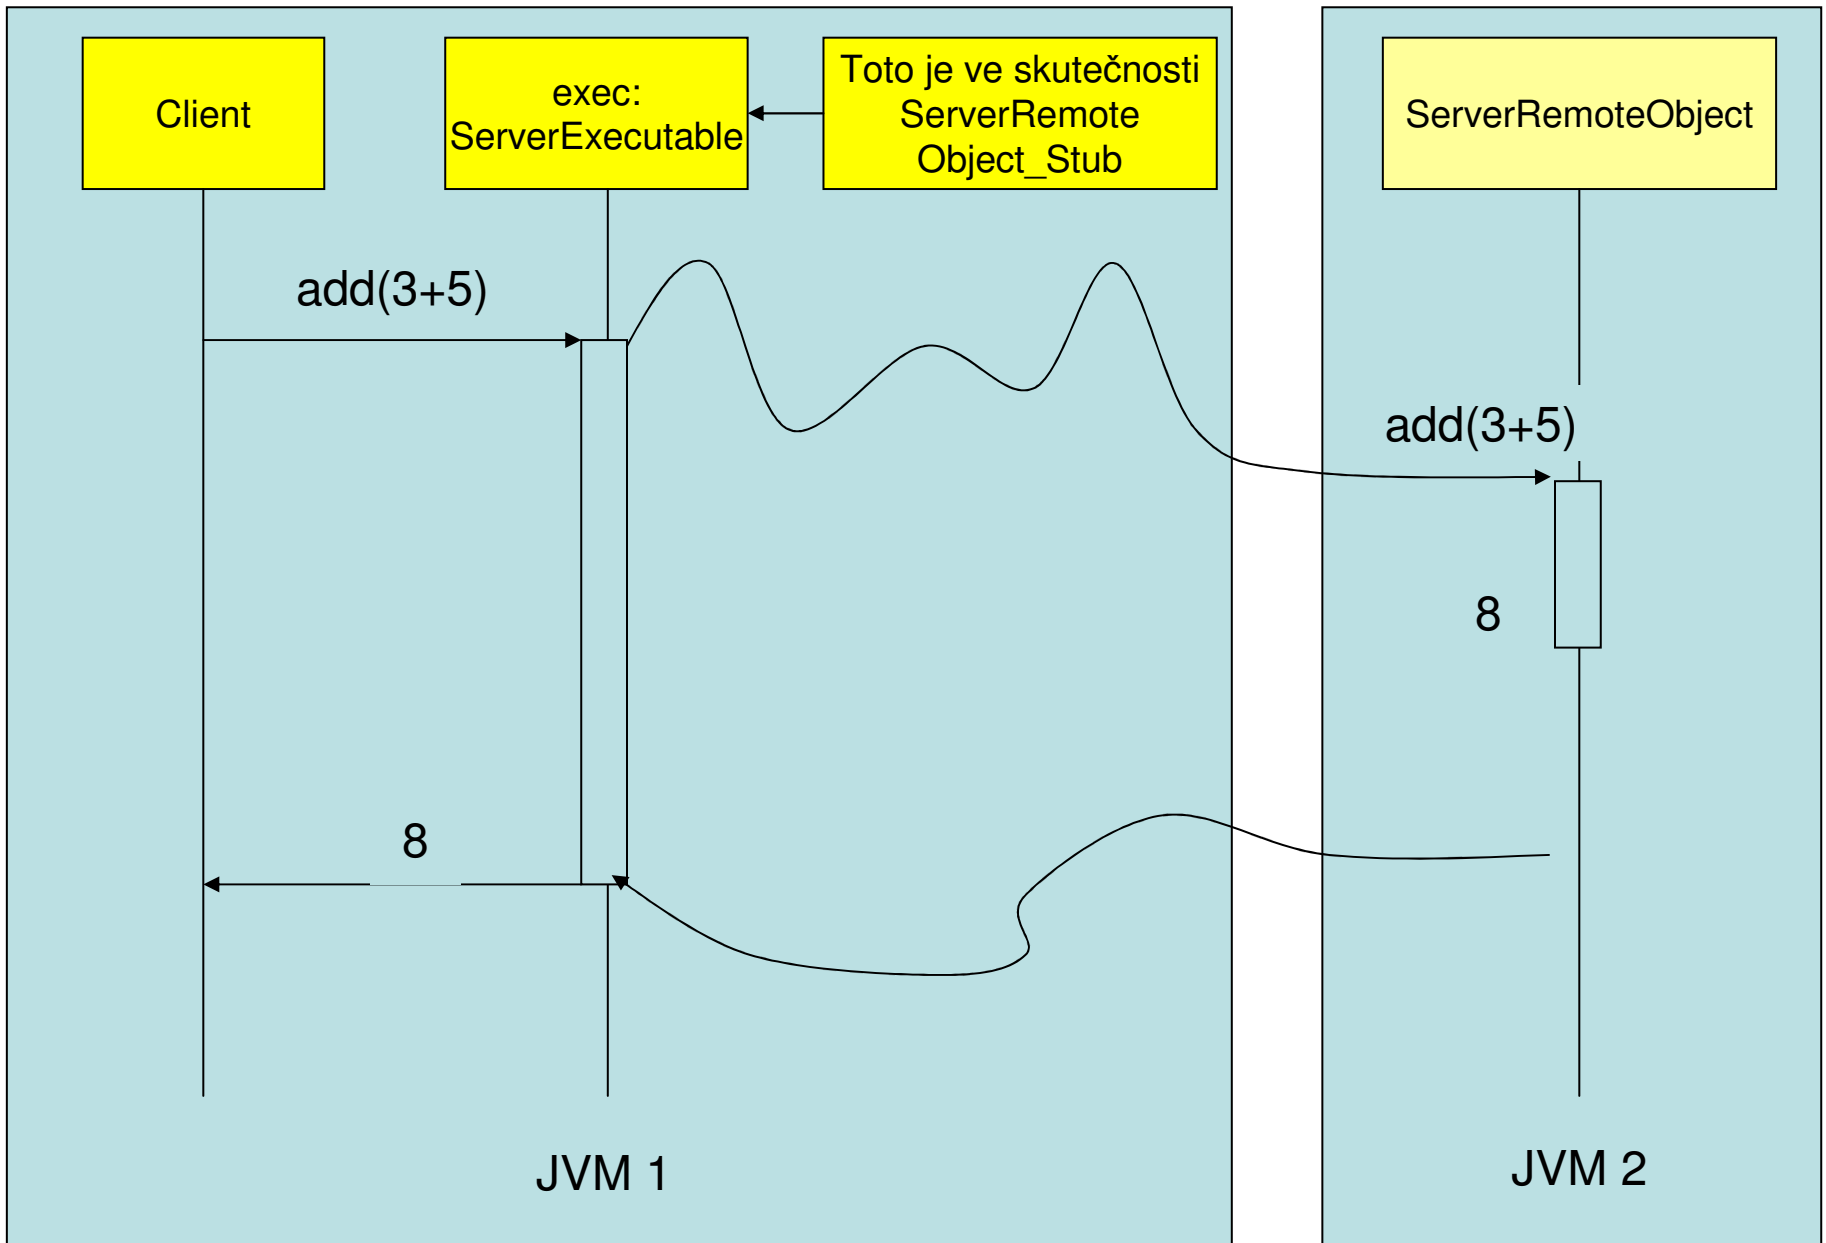 Client
exec:
ServerExecutable
Toto je ve skutečnosti
ServerRemote
Object_Stub
ServerRemoteObject
add(3+5)
add(3+5)
8
8
JVM 1
JVM 2